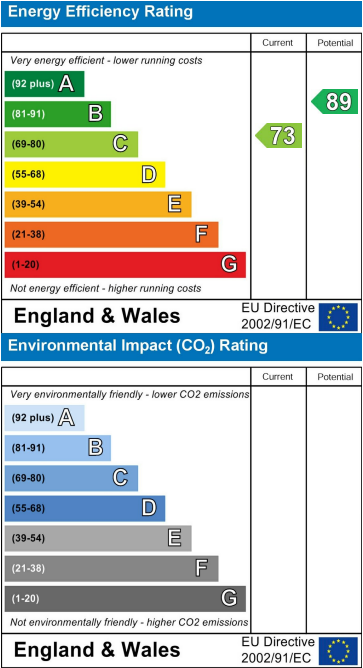 Energy Efficiency Rating
Current Potential
Very energy efficient - lower running costs
(92 plus) A
(81-91) B
(69-80) C
(55-68) D
(39-54) E
(21-38) F
(1-20) G
73
89
Not energy efficient - higher running costs
England & Wales
EU Directive
2002/91/EC
Environmental Impact (CO₂) Rating
Current Potential
Very environmentally friendly - lower CO2 emissions
(92 plus) A
(81-91) B
(69-80) C
(55-68) D
(39-54) E
(21-38) F
(1-20) G
Not environmentally friendly - higher CO2 emissions
England & Wales
EU Directive
2002/91/EC